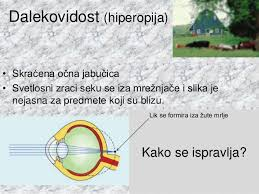 Dalekovidost (hiperopija)
• Skraćena očna jabučica
• Svetlosni zraci seku se iza mrežnjače i slika je
nejasna za predmete koji su blizu.
Lik se formira iza žute mrlje
Kako se ispravlja?